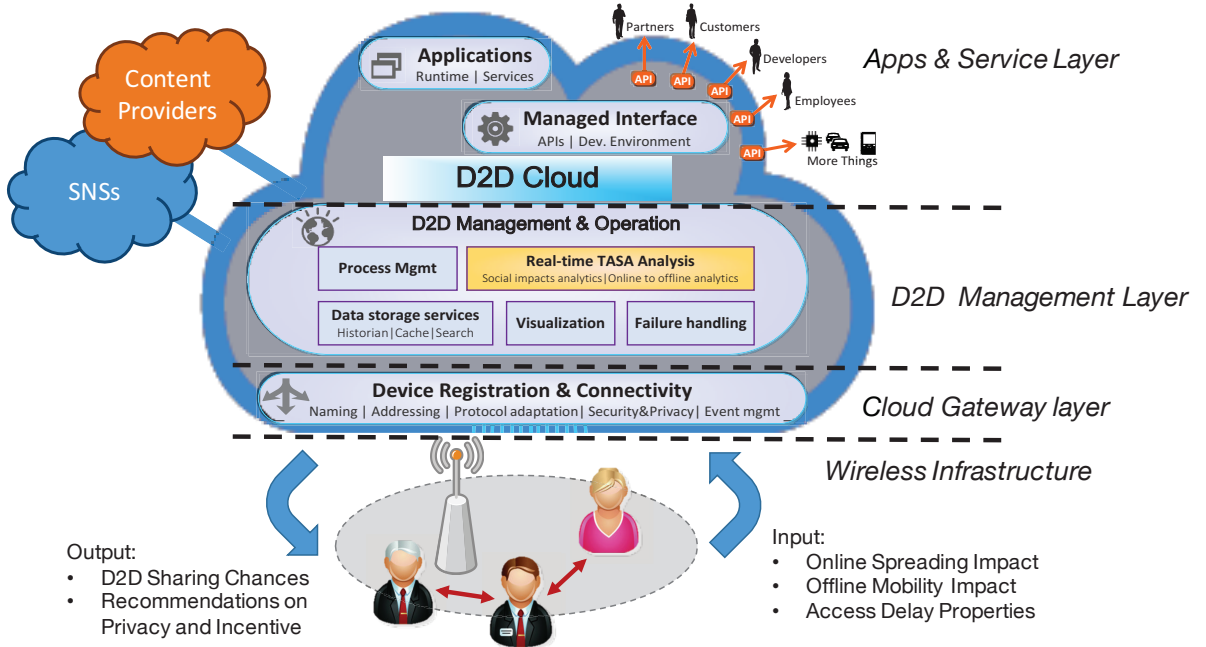 Applications
Runtime | Services
Partners
Customers
Developers
Employees
More Things
API
API
API
API
API
Apps & Service Layer
Content
Providers
SNSs
Managed Interface
APIs | Dev. Environment
D2D Cloud
D2D Management & Operation
Process Mgmt
Real-time TASA Analysis
Social impacts analytics|Online to offline analytics
Data storage services
Historian|Cache|Search
Visualization
Failure handling
D2D Management Layer
Device Registration & Connectivity
Naming | Addressing | Protocol adaptation| Security&Privacy| Event mgmt
Cloud Gateway layer
Wireless Infrastructure
Output:
• D2D Sharing Chances
• Recommendations on
Privacy and Incentive
Input:
• Online Spreading Impact
• Offline Mobility Impact
• Access Delay Properties